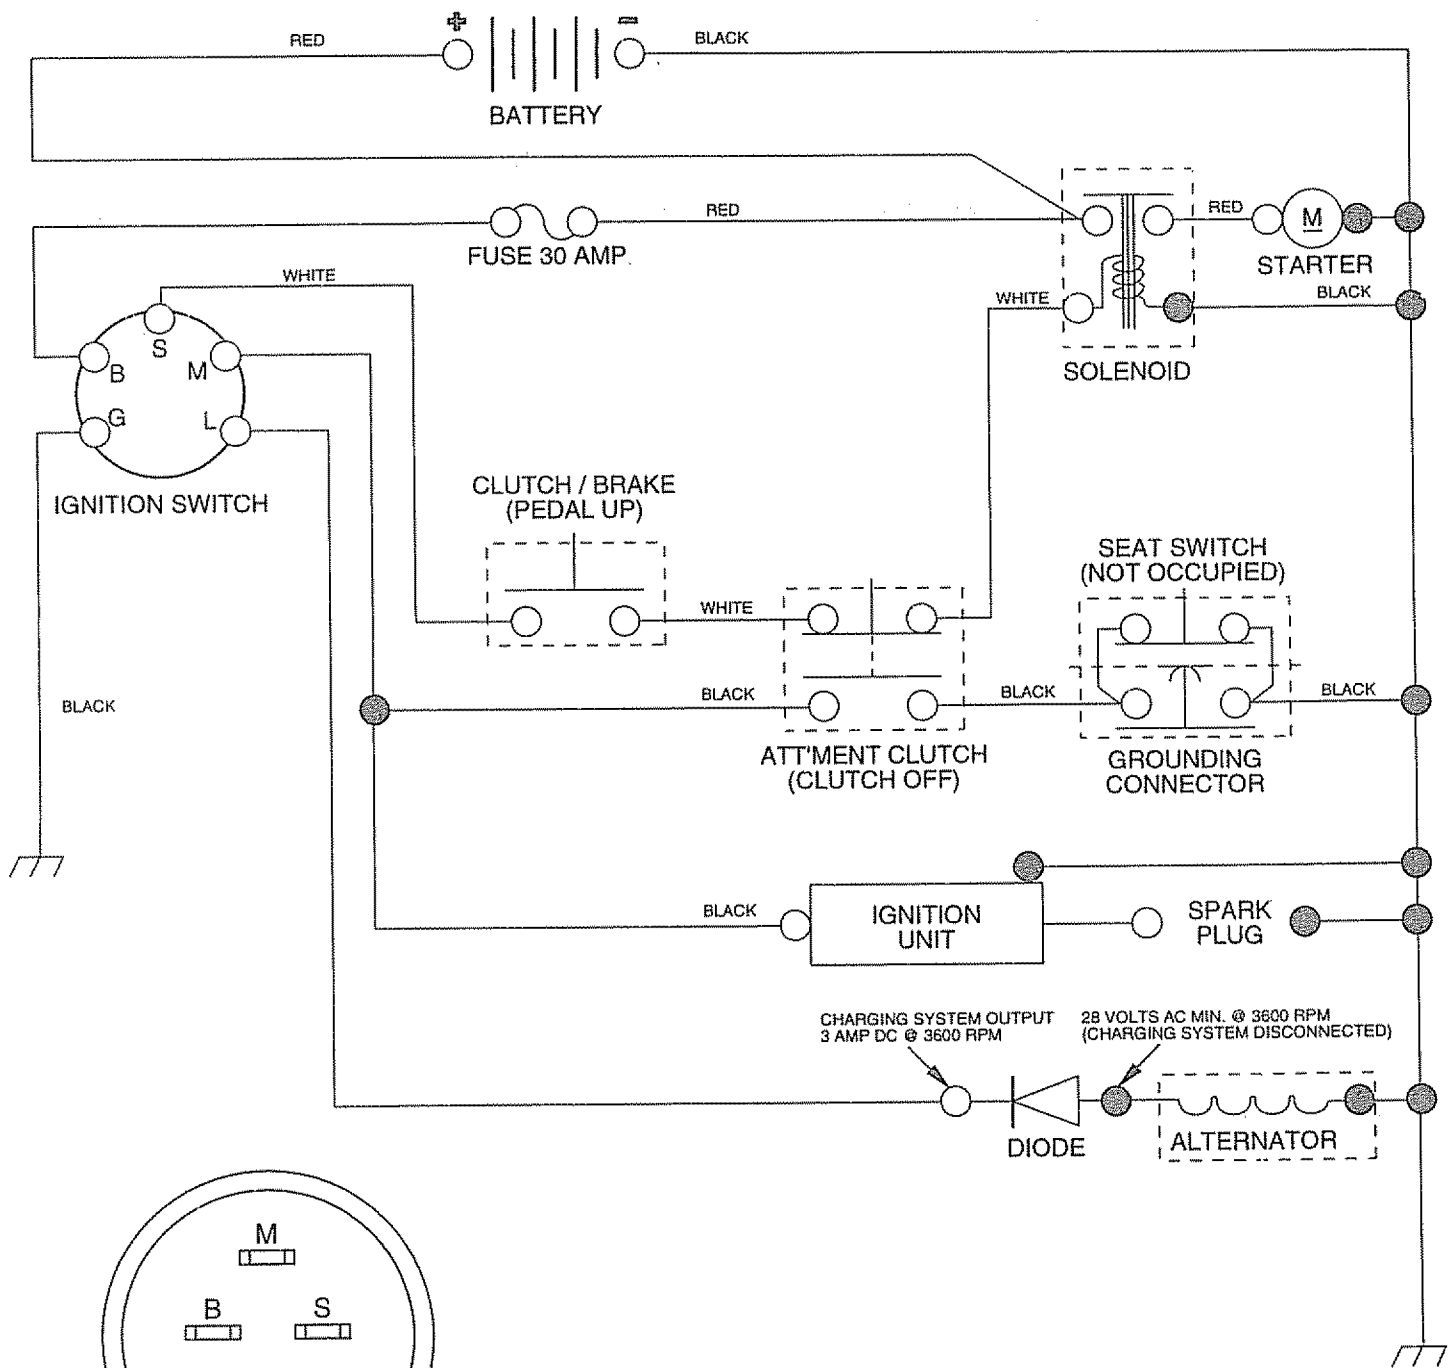 +
−
RED
BLACK
BATTERY
RED
RED
M
FUSE 30 AMP.
STARTER
WHITE
WHITE
BLACK
S
B
M
SOLENOID
G
L
IGNITION SWITCH
CLUTCH / BRAKE
(PEDAL UP)
SEAT SWITCH
(NOT OCCUPIED)
WHITE
BLACK
BLACK
BLACK
BLACK
ATT'MENT CLUTCH
(CLUTCH OFF)
GROUNDING
CONNECTOR
BLACK
IGNITION
UNIT
SPARK
PLUG
CHARGING SYSTEM OUTPUT
3 AMP DC @ 3600 RPM
28 VOLTS AC MIN. @ 3600 RPM
(CHARGING SYSTEM DISCONNECTED)
DIODE
ALTERNATOR
M
B
S